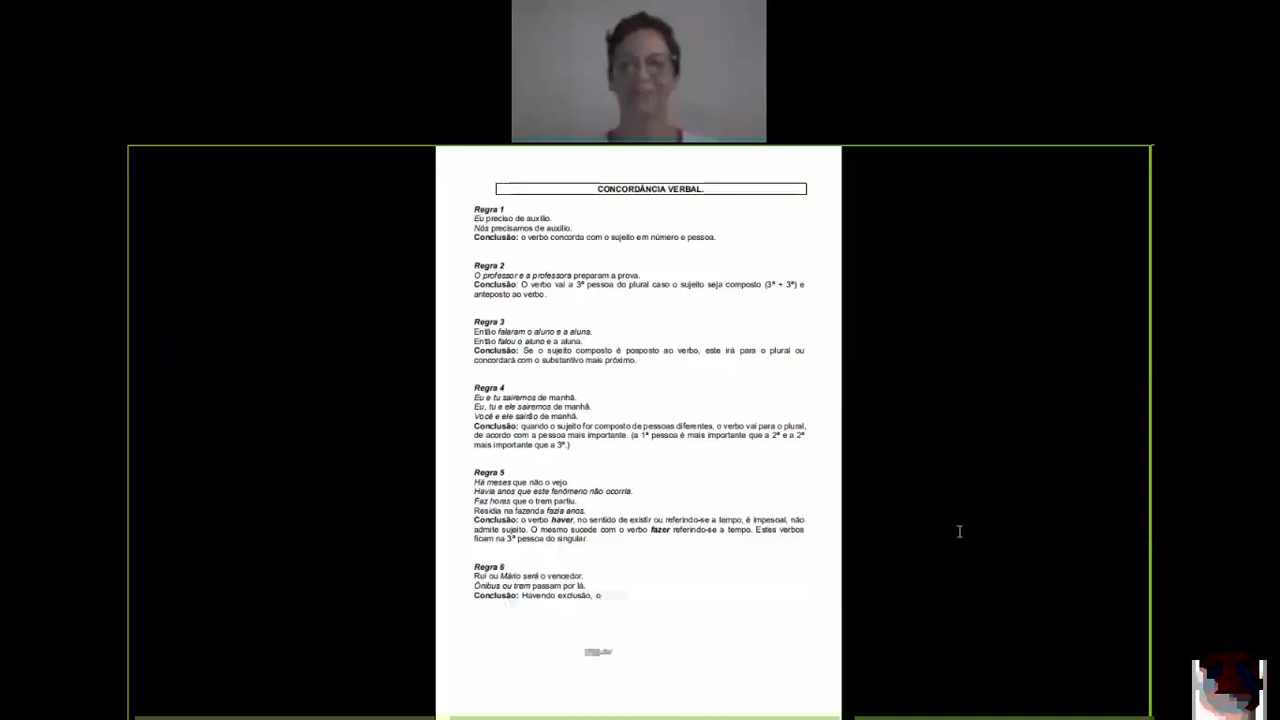 CONCORDÂNCIA VERBAL.
Regra 1
Eu preciso de auxílio.
Nós precisamos de auxílio.
Conclusão: o verbo concorda com o sujeito em número e pessoa.
Regra 2
O professor e a professora preparam a prova.
Conclusão: O verbo vai a 3ª pessoa do plural caso o sujeito seja composto (3ª + 3ª) e
anteposto ao verbo.
Regra 3
Então falaram o aluno e a aluna.
Então falou o aluno e a aluna.
Conclusão: Se o sujeito composto é posposto ao verbo, este irá para o plural ou
concordará com o substantivo mais próximo.
Regra 4
Eu e tu sairemos de manhã.
Eu, tu e ele sairemos de manhã.
Você e ele sairão de manhã.
Conclusão: quando o sujeito for composto de pessoas diferentes, o verbo vai para o plural,
de acordo com a pessoa mais importante. (a 1ª pessoa é mais importante que a 2ª e a 2ª
mais importante que a 3ª.)
Regra 5
Há meses que não o vejo
Havia anos que este fenômeno não ocorria.
Faz horas que o trem partiu.
Residia na fazenda fazia anos.
Conclusão: o verbo haver, no sentido de existir ou referindo-se a tempo, é impesoal, não
admite sujeito. O mesmo sucede com o verbo fazer referindo-se a tempo. Estes verbos
ficam na 3ª pessoa do singular.
Regra 6
Rui ou Mário será o vencedor.
Ônibus ou trem passam por lá.
Conclusão: Havendo exclusão, o